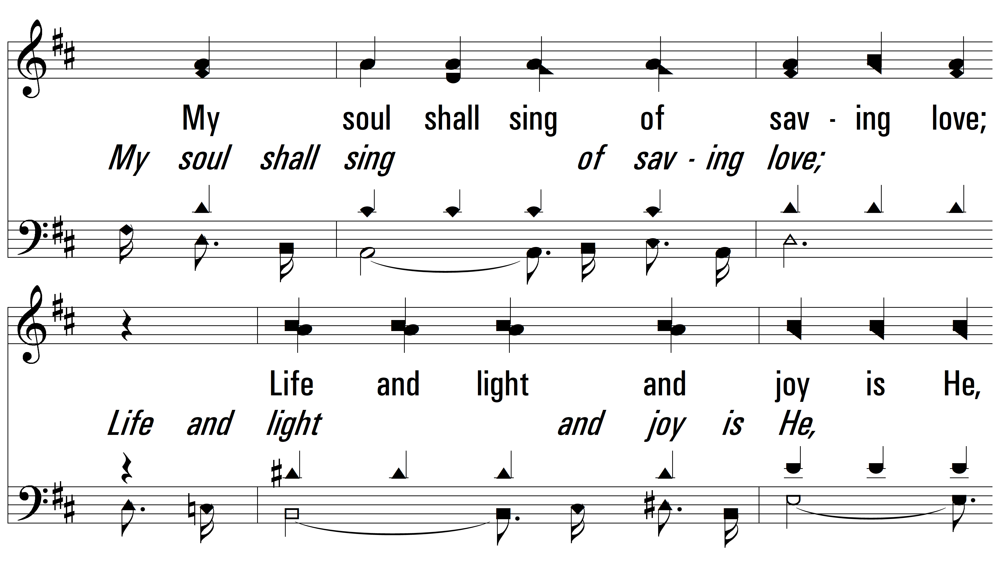 My soul shall sing of sav - ing love;
My soul shall sing of sav - ing love;
Life and light and joy is He,
Life and light and joy is He,